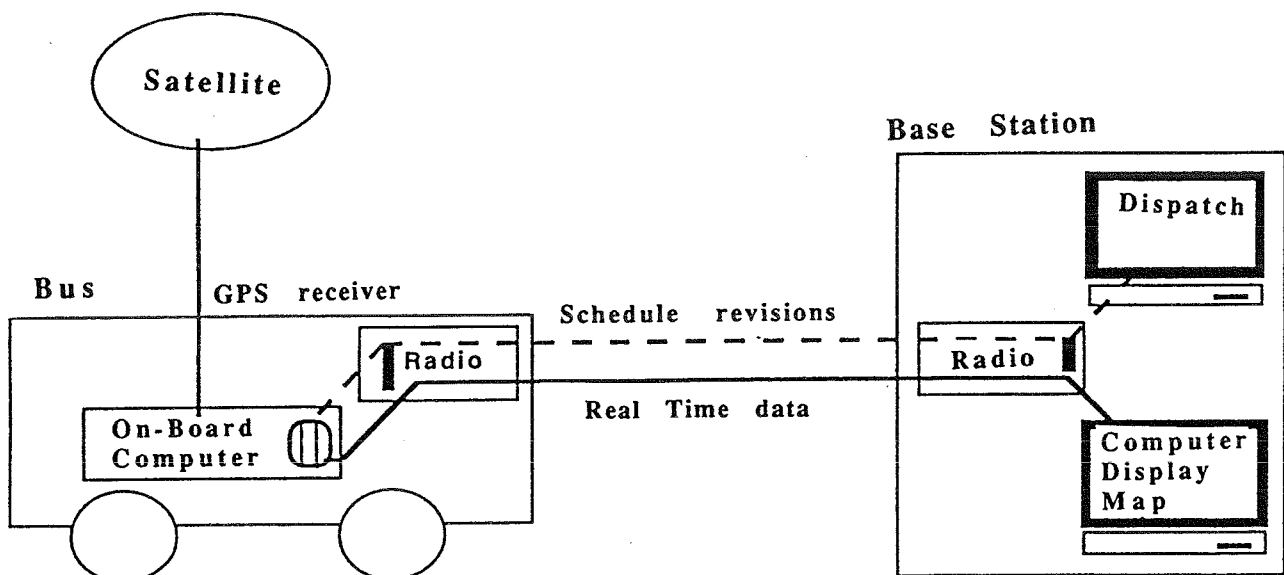 Satellite
Base Station
Dispatch
Bus
GPS receiver
Schedule revisions
Radio
Radio
Real Time data
On-Board
Computer
Computer
Display
Map